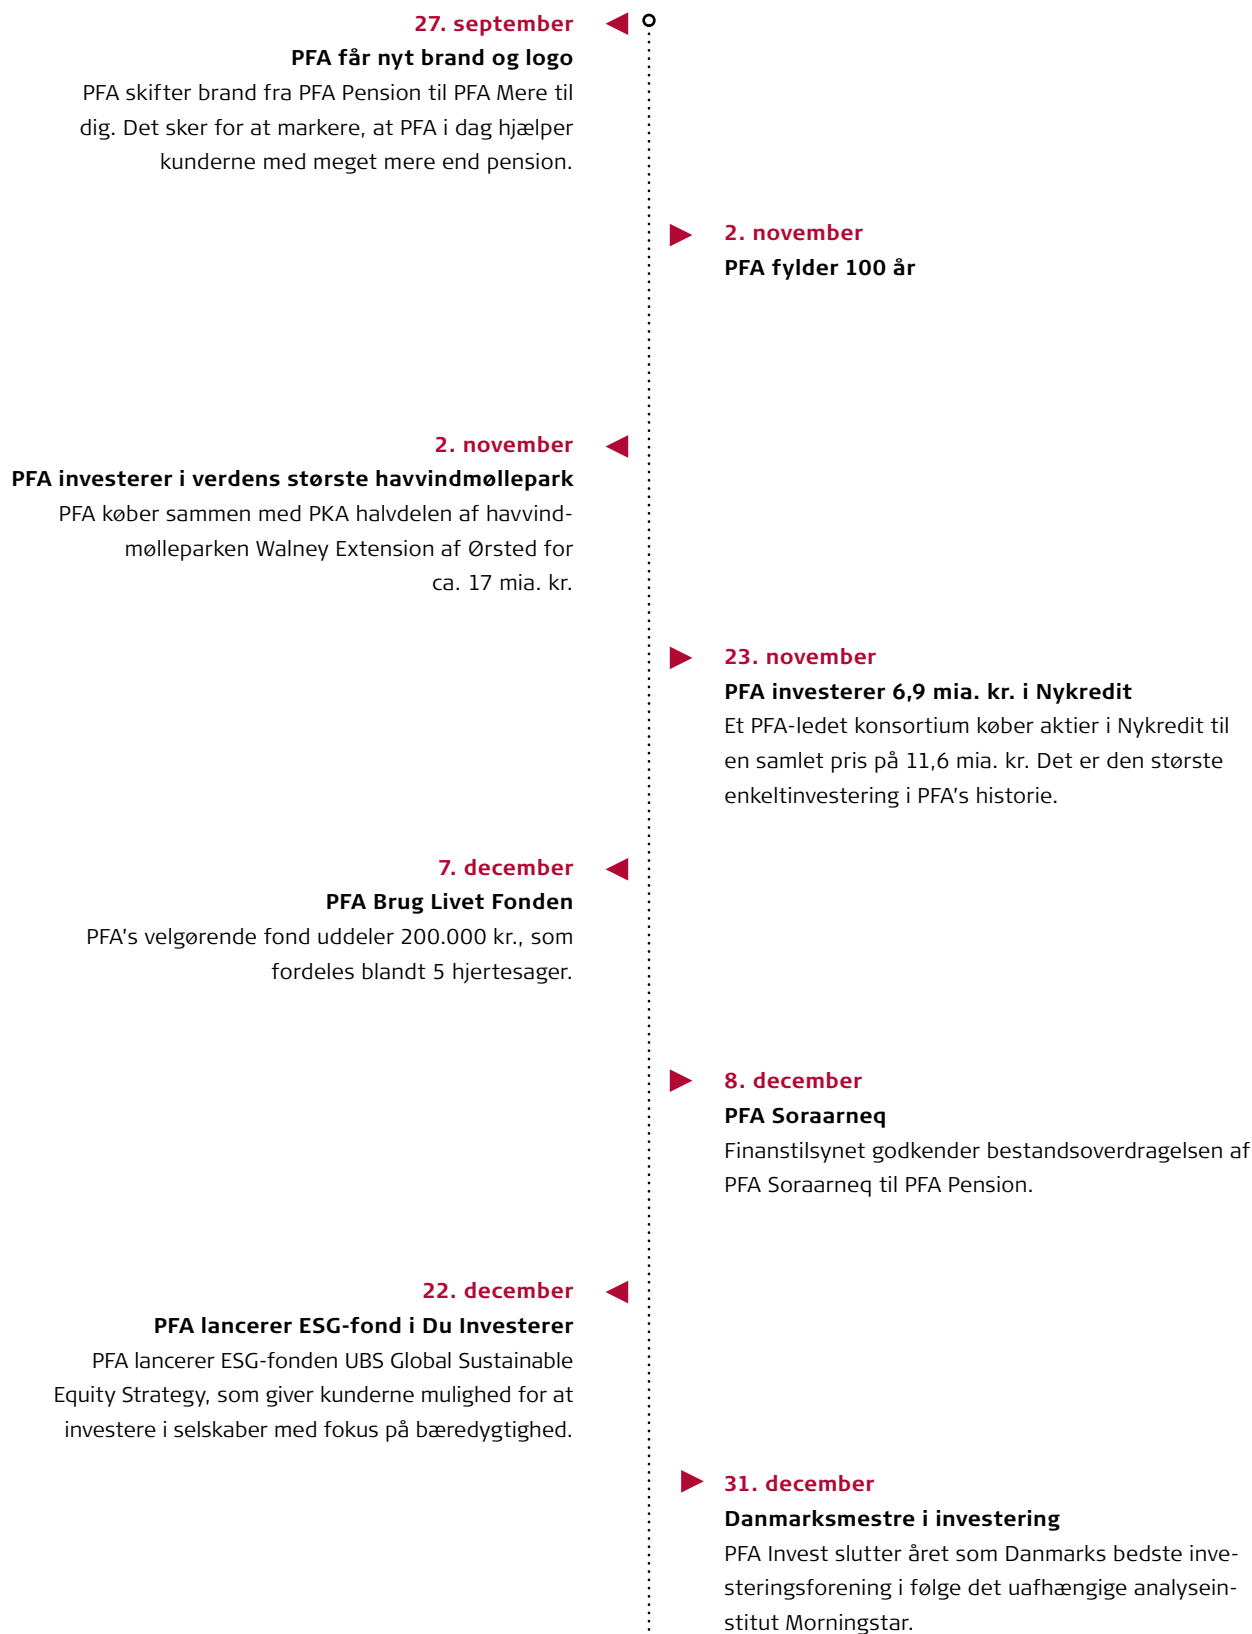 27. september
PFA får nyt brand og logo
PFA skifter brand fra PFA Pension til PFA Mere til
dig. Det sker for at markere, at PFA i dag hjælper
kunderne med meget mere end pension.
2. november
PFA fylder 100 år
2. november
PFA investerer i verdens største havvindmøllepark
PFA køber sammen med PKA halvdelen af havvind-
mølleparken Walney Extension af Ørsted for
ca. 17 mia. kr.
23. november
PFA investerer 6,9 mia. kr. i Nykredit
Et PFA-ledet konsortium køber aktier i Nykredit til
en samlet pris på 11,6 mia. kr. Det er den største
enkeltinvestering i PFA's historie.
7. december
PFA Brug Livet Fonden
PFA's velgørende fond uddeler 200.000 kr., som
fordeles blandt 5 hjertesager.
8. december
PFA Soraarneq
Finanstilsynet godkender bestandsoverdragelsen af
PFA Soraarneq til PFA Pension.
22. december
PFA lancerer ESG-fond i Du Investerer
PFA lancerer ESG-fonden UBS Global Sustainable
Equity Strategy, som giver kunderne mulighed for at
investere i selskaber med fokus på bæredygtighed.
31. december
Danmarksmestre i investering
PFA Invest slutter året som Danmarks bedste inve-
steringsforening i følge det uafhængige analysein-
stitut Morningstar.